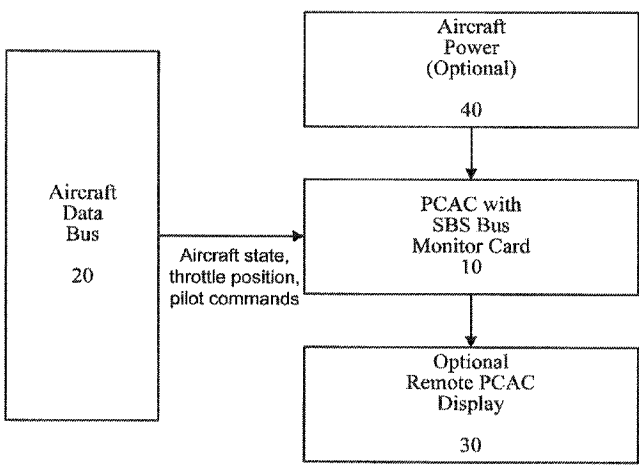 Aircraft
Power
(Optional)
40
Aircraft
Data
Bus
20
Aircraft state,
throttle position,
pilot commands
PCAC with
SBS Bus
Monitor Card
10
Optional
Remote PCAC
Display
30